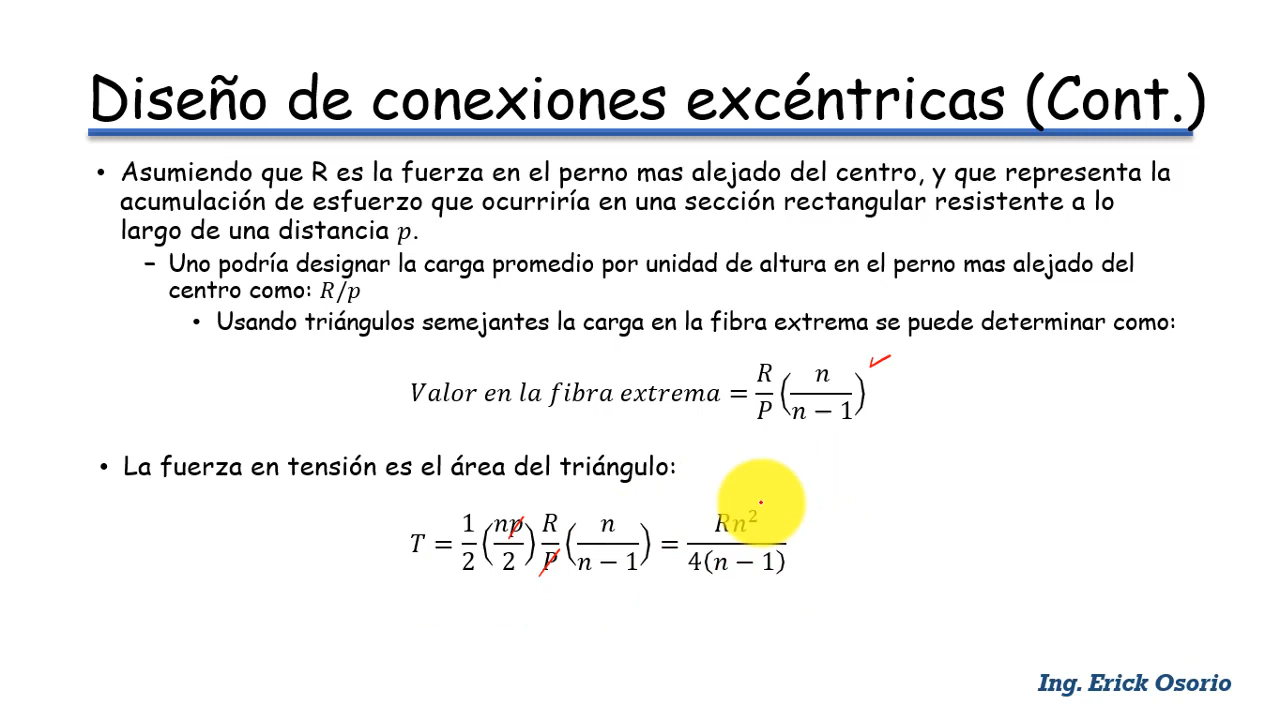 Diseño de conexiones excéntricas (Cont.)
• Asumiendo que R es la fuerza en el perno mas alejado del centro, y que representa la
acumulación de esfuerzo que ocurriría en una sección rectangular resistente a lo
largo de una distancia p.
– Uno podría designar la carga promedio por unidad de altura en el perno mas alejado del
centro como: R/p
• Usando triángulos semejantes la carga en la fibra extrema se puede determinar como:
Valor en la fibra extrema = R/P (n/(n − 1))
• La fuerza en tensión es el área del triángulo:
T = 1/2 (np/2) R/P (n/(n − 1)) = Rn²/4(n − 1)
Ing. Erick Osorio